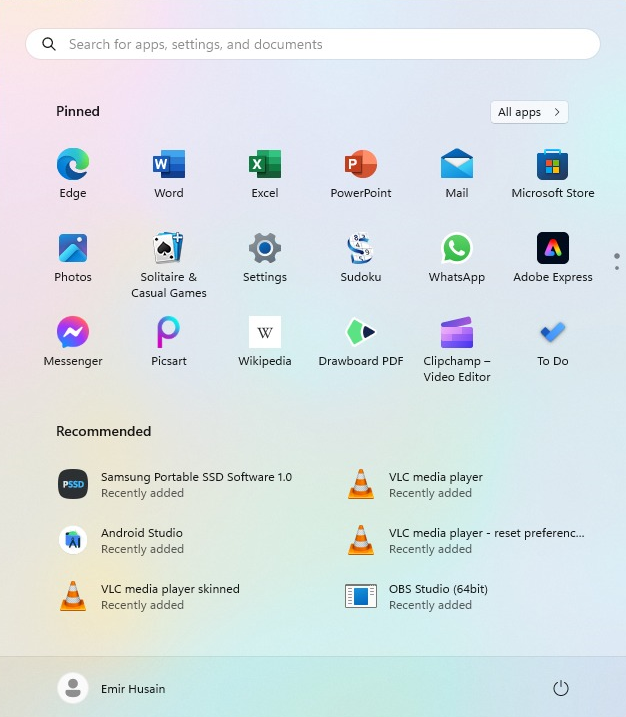 Search for apps, settings, and documents
Pinned
All apps
Edge
Word
Excel
PowerPoint
Mail
Microsoft Store
Photos
Solitaire &
Casual Games
Settings
Sudoku
WhatsApp
Adobe Express
Messenger
Picsart
Wikipedia
Drawboard PDF
Clipchamp –
Video Editor
To Do
Recommended
PSSD
Samsung Portable SSD Software 1.0
Recently added
VLC media player
Recently added
Android Studio
Recently added
VLC media player - reset preferenc...
Recently added
VLC media player skinned
Recently added
OBS Studio (64bit)
Recently added
Emir Husain